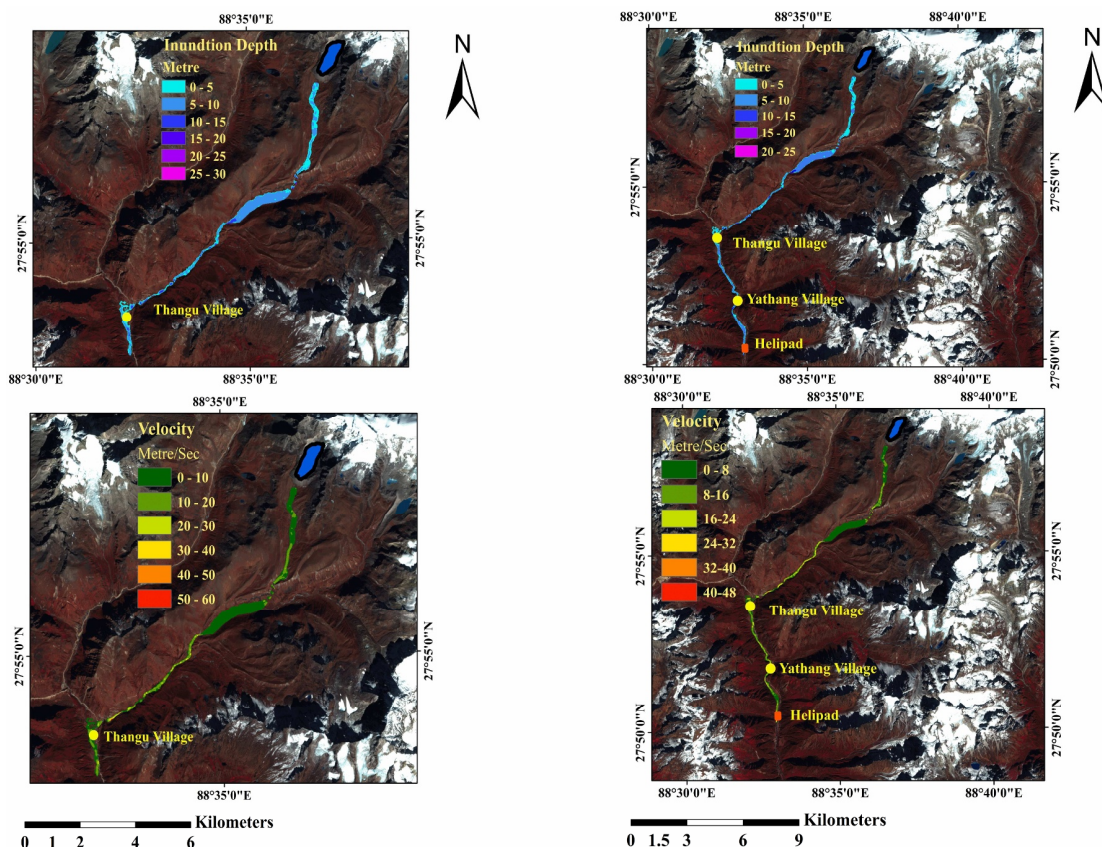 88°35'0"E
Inundtion Depth
Metre
0 - 5
5 - 10
10 - 15
15 - 20
20 - 25
25 - 30
27°55'0"N
27°55'0"N
Thangu Village
88°30'0"E
88°35'0"E
N
88°30'0"E
88°35'0"E
88°40'0"E
Inundtion Depth
Metre
0 - 5
5 - 10
10 - 15
15 - 20
20 - 25
27°55'0"N
27°55'0"N
Thangu Village
Yathang Village
Helipad
27°50'0"N
27°50'0"N
88°30'0"E
88°35'0"E
88°40'0"E
N
88°35'0"E
Velocity
Metre/Sec
0 - 10
10 - 20
20 - 30
30 - 40
40 - 50
50 - 60
27°55'0"N
27°55'0"N
Thangu Village
88°35'0"E
Kilometers
0 1 2 4 6
88°30'0"E
88°35'0"E
88°40'0"E
Velocity
Metre/Sec
0 - 8
8-16
16-24
24-32
32-40
40-48
27°55'0"N
27°55'0"N
Thangu Village
Yathang Village
Helipad
27°50'0"N
27°50'0"N
88°30'0"E
88°35'0"E
88°40'0"E
Kilometers
0 1.5 3 6 9